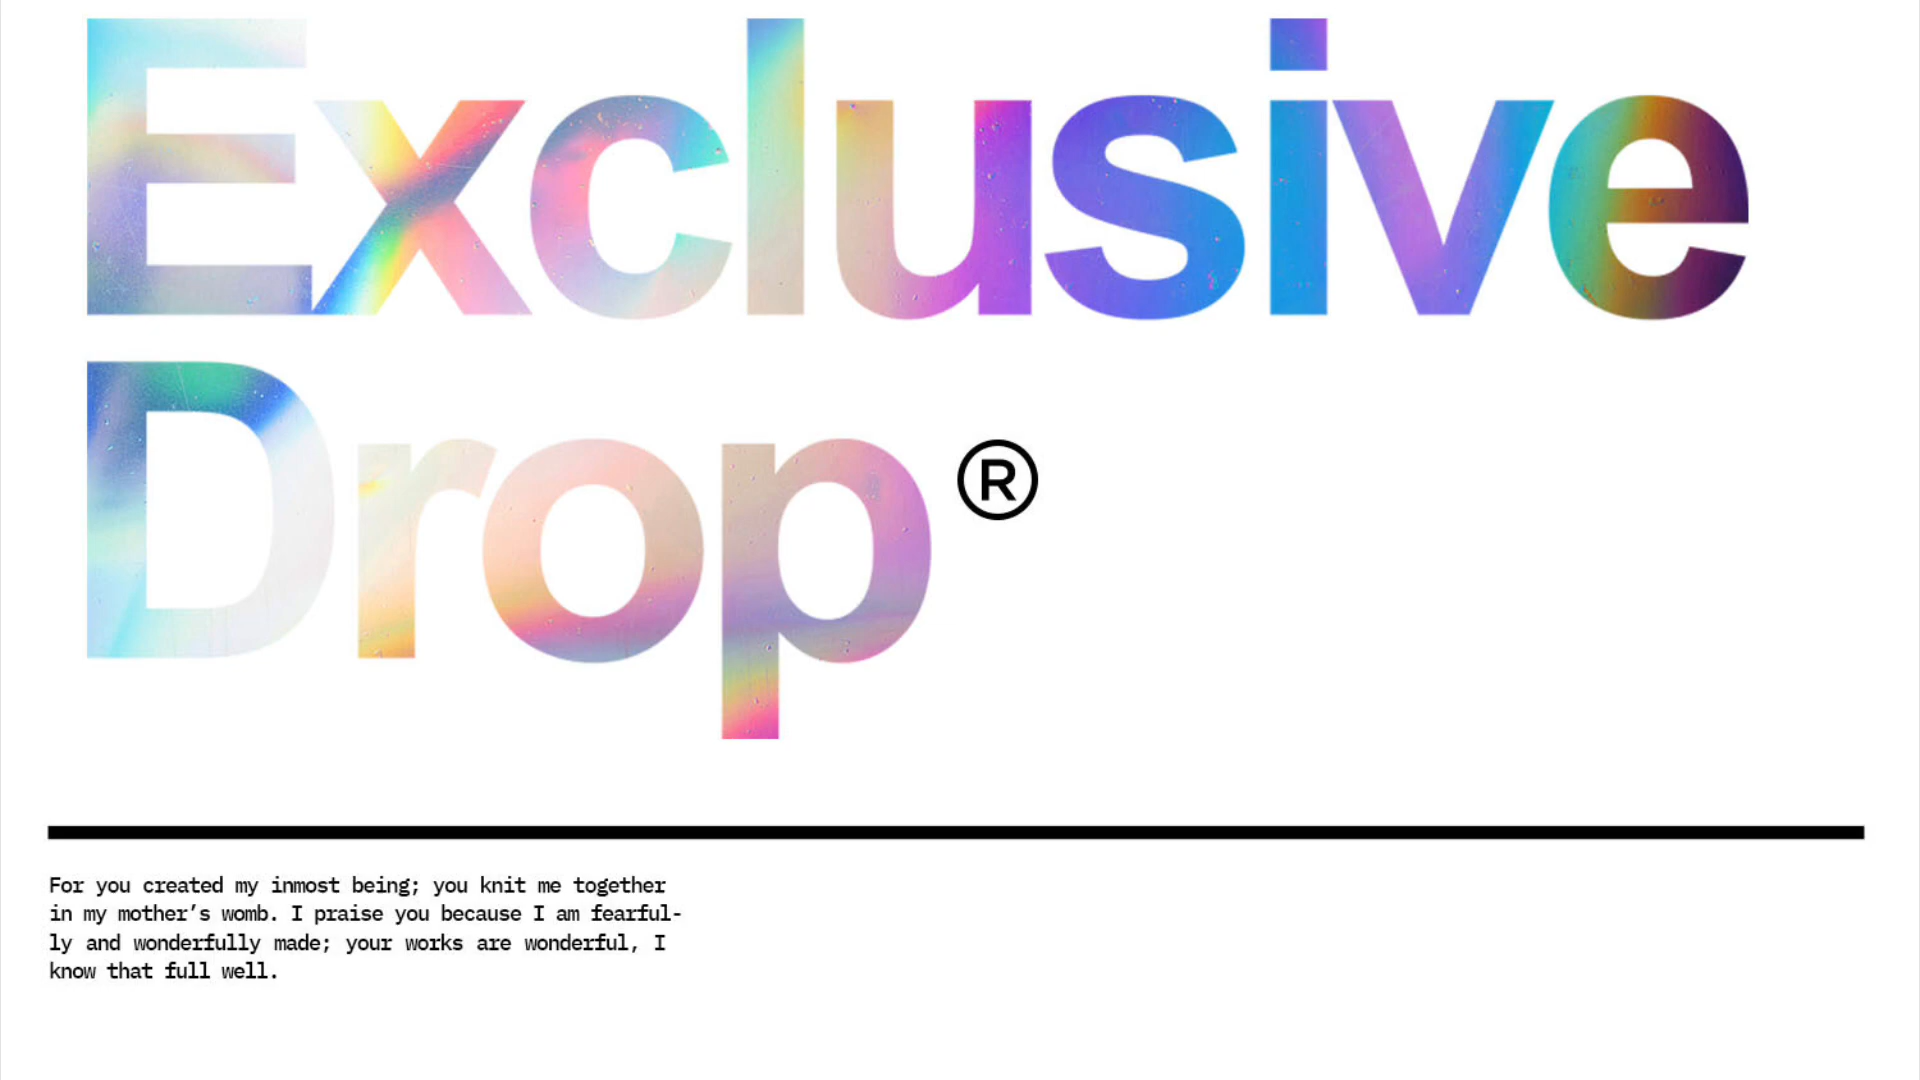 Exclusive
Drop®
For you created my inmost being; you knit me together
in my mother’s womb. I praise you because I am fearful-
ly and wonderfully made; your works are wonderful, I
know that full well.